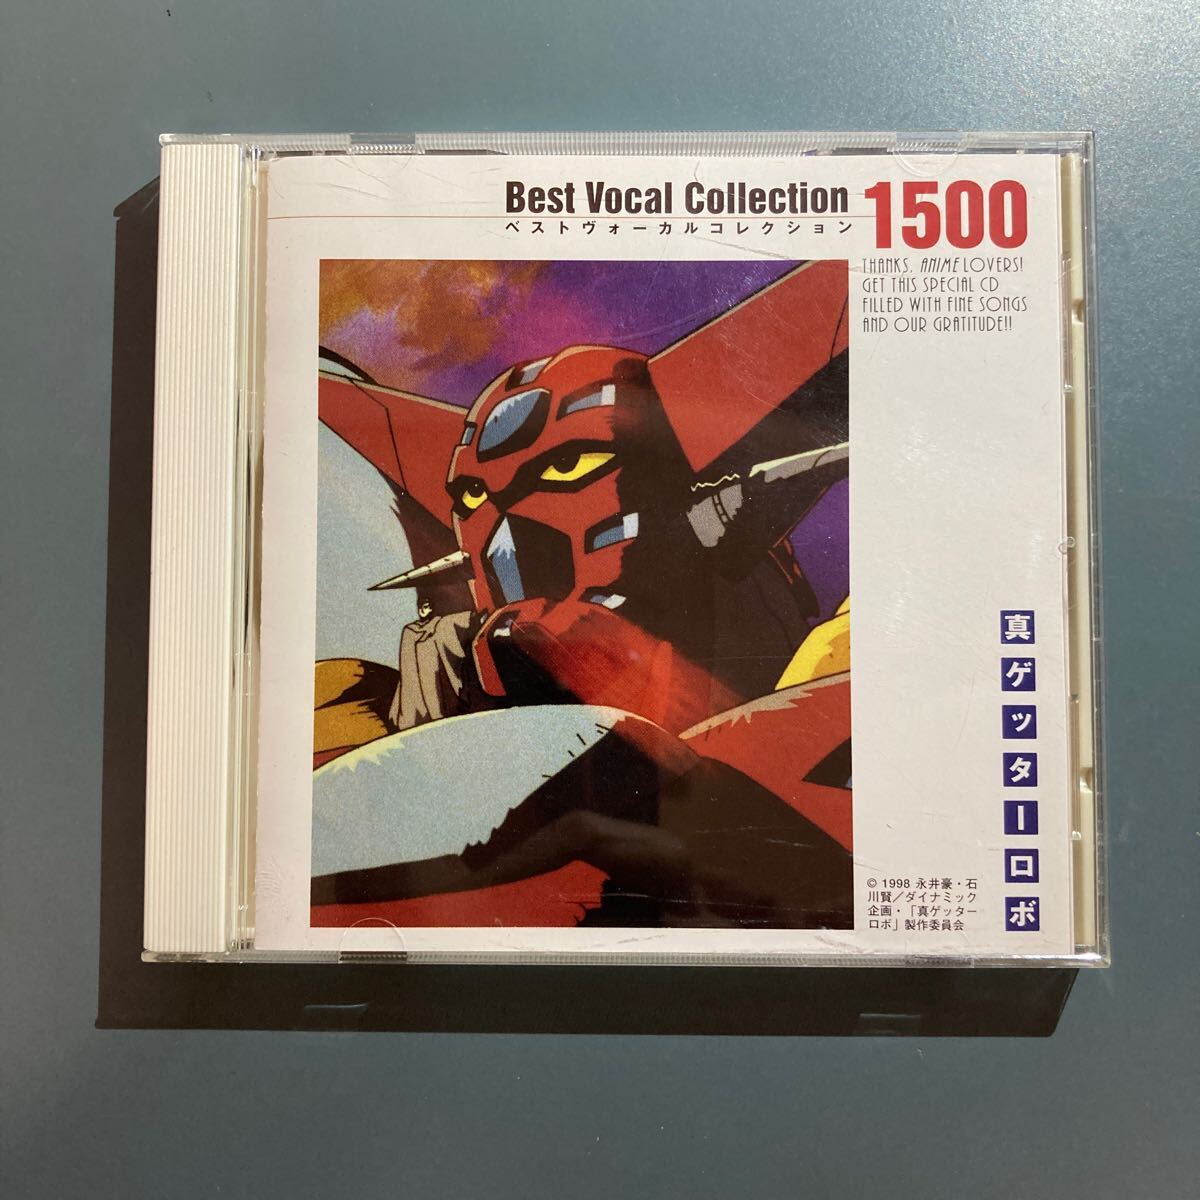 Best Vocal Collection 1500
ベストヴォーカルコレクション
THANKS, ANIME LOVERS!
GET THIS SPECIAL CD
FILLED WITH FINE SONGS
AND OUR GRATITUDE!!
真ゲッターロボ
© 1998 永井豪・石
川賢／ダイナミック
企画・「真ゲッター
ロボ」製作委員会